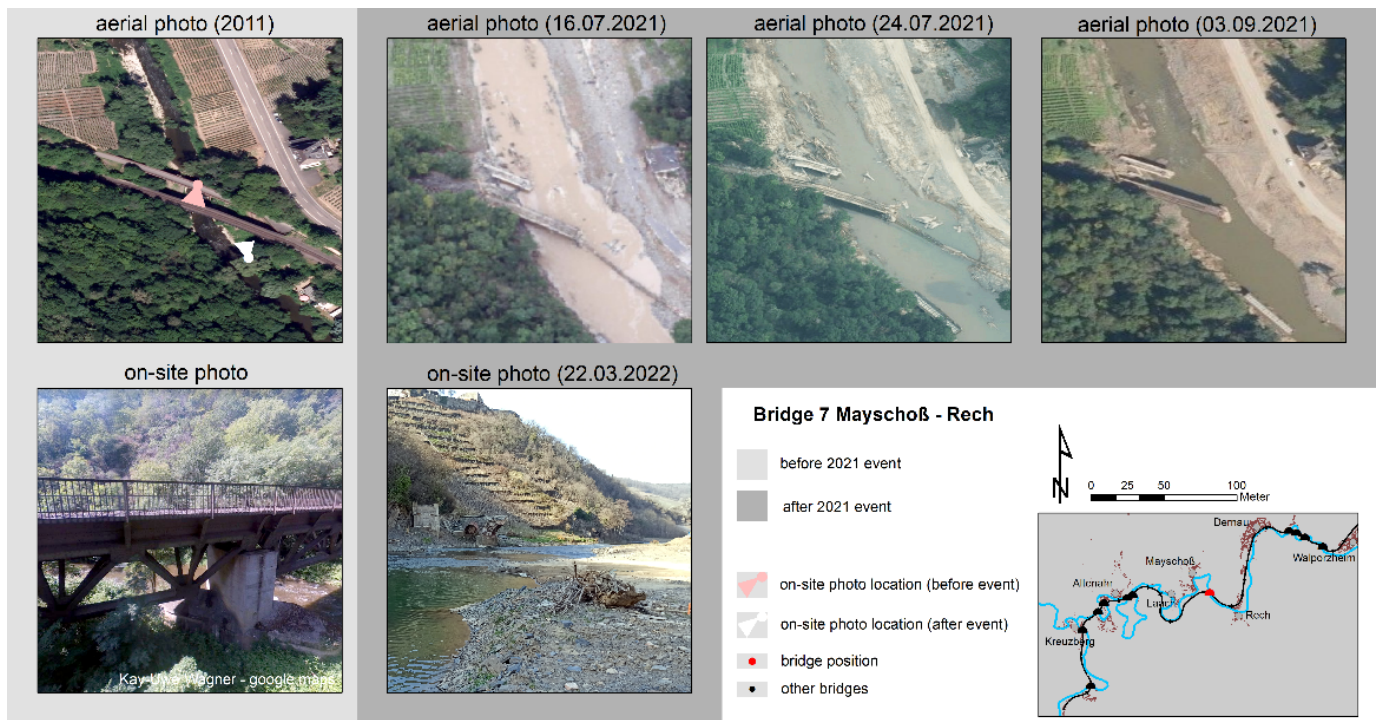 aerial photo (2011)
aerial photo (16.07.2021)
aerial photo (24.07.2021)
aerial photo (03.09.2021)
on-site photo
on-site photo (22.03.2022)
Kay-Uwe Wagner - google maps
Bridge 7 Mayschoß - Rech
before 2021 event
after 2021 event
on-site photo location (before event)
on-site photo location (after event)
bridge position
other bridges
N
0 25 50 100
Meter
Dernau
Walporzheim
Mayschoß
Altenahr
Laach
Rech
Kreuzberg